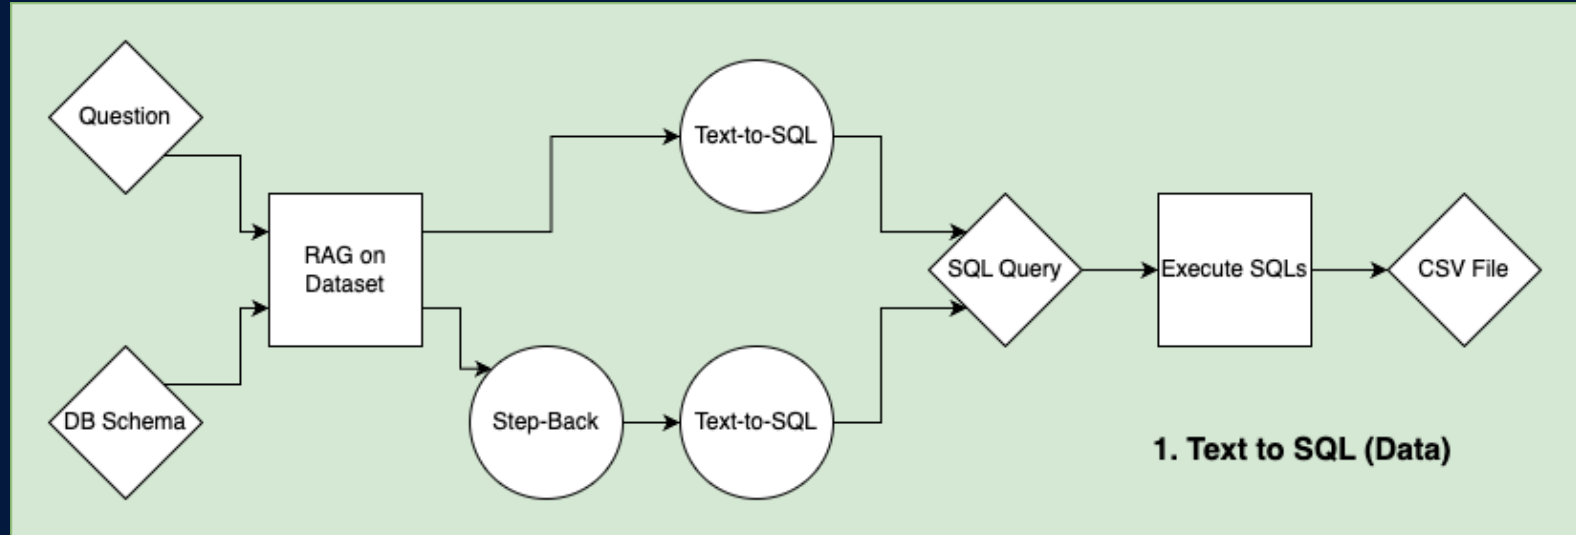 Question
DB Schema
RAG on
Dataset
Text-to-SQL
Step-Back
Text-to-SQL
SQL Query
Execute SQLs
CSV File
1. Text to SQL (Data)